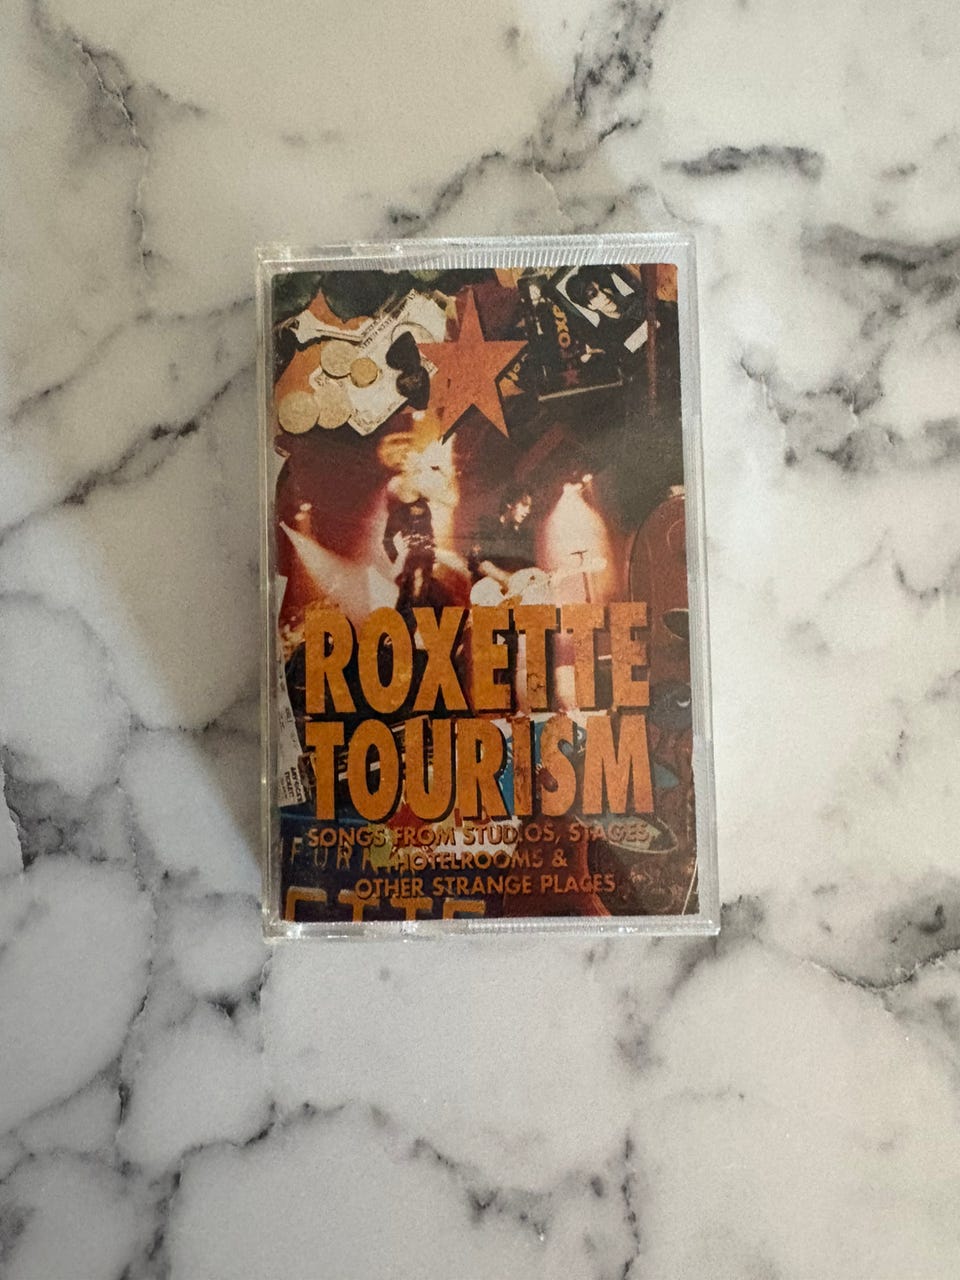 ROXETTE
TOURISM
SONGS FROM STUDIOS, STAGES,
HOTELROOMS &
OTHER STRANGE PLACES